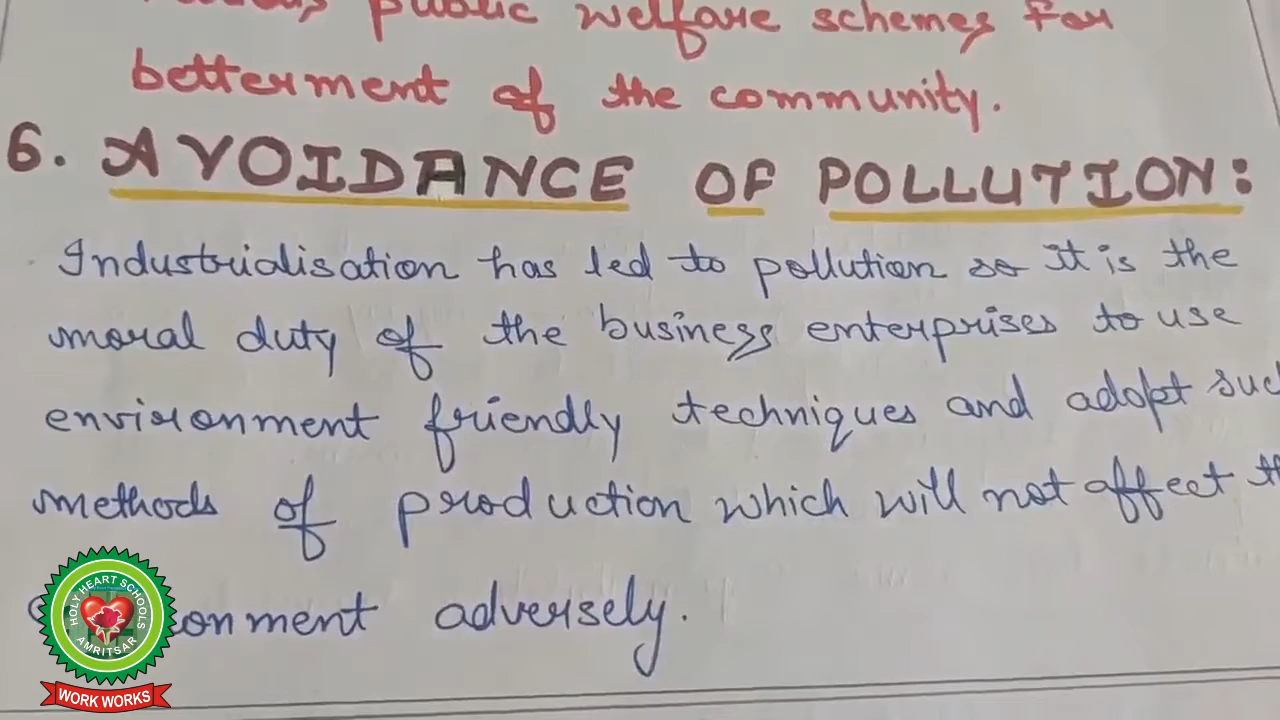 public welfare schemes for
betterment of the community.
6. AVOIDANCE OF POLLUTION:
Industrialisation has led to pollution so it is the
moral duty of the business enterprises to use
environment friendly techniques and adopt suc
methods of production which will not affect th
onment adversely.
HOLY HEART SCHOOLS
AMRITSAR
WORK WORKS